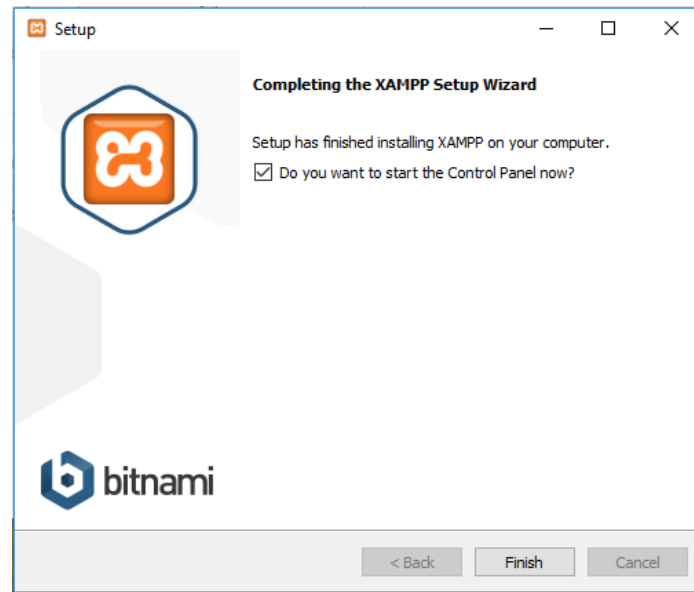 Setup
Completing the XAMPP Setup Wizard
Setup has finished installing XAMPP on your computer.
Do you want to start the Control Panel now?
bitnami
< Back
Finish
Cancel